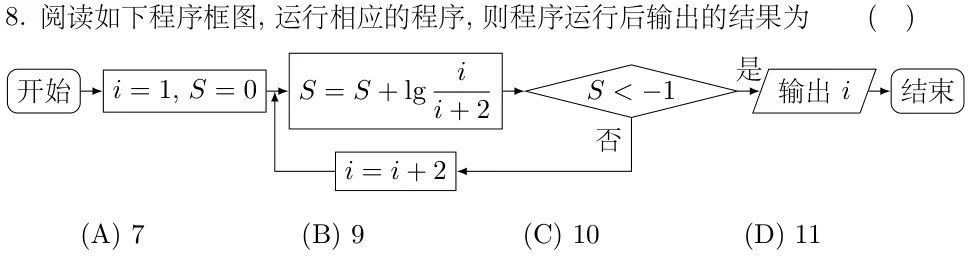 8. 阅读如下程序框图, 运行相应的程序, 则程序运行后输出的结果为 ( )
开始
i = 1, S = 0
S = S + lg i/(i + 2)
S < −1
是
输出 i
结束
否
i = i + 2
(A) 7 (B) 9 (C) 10 (D) 11